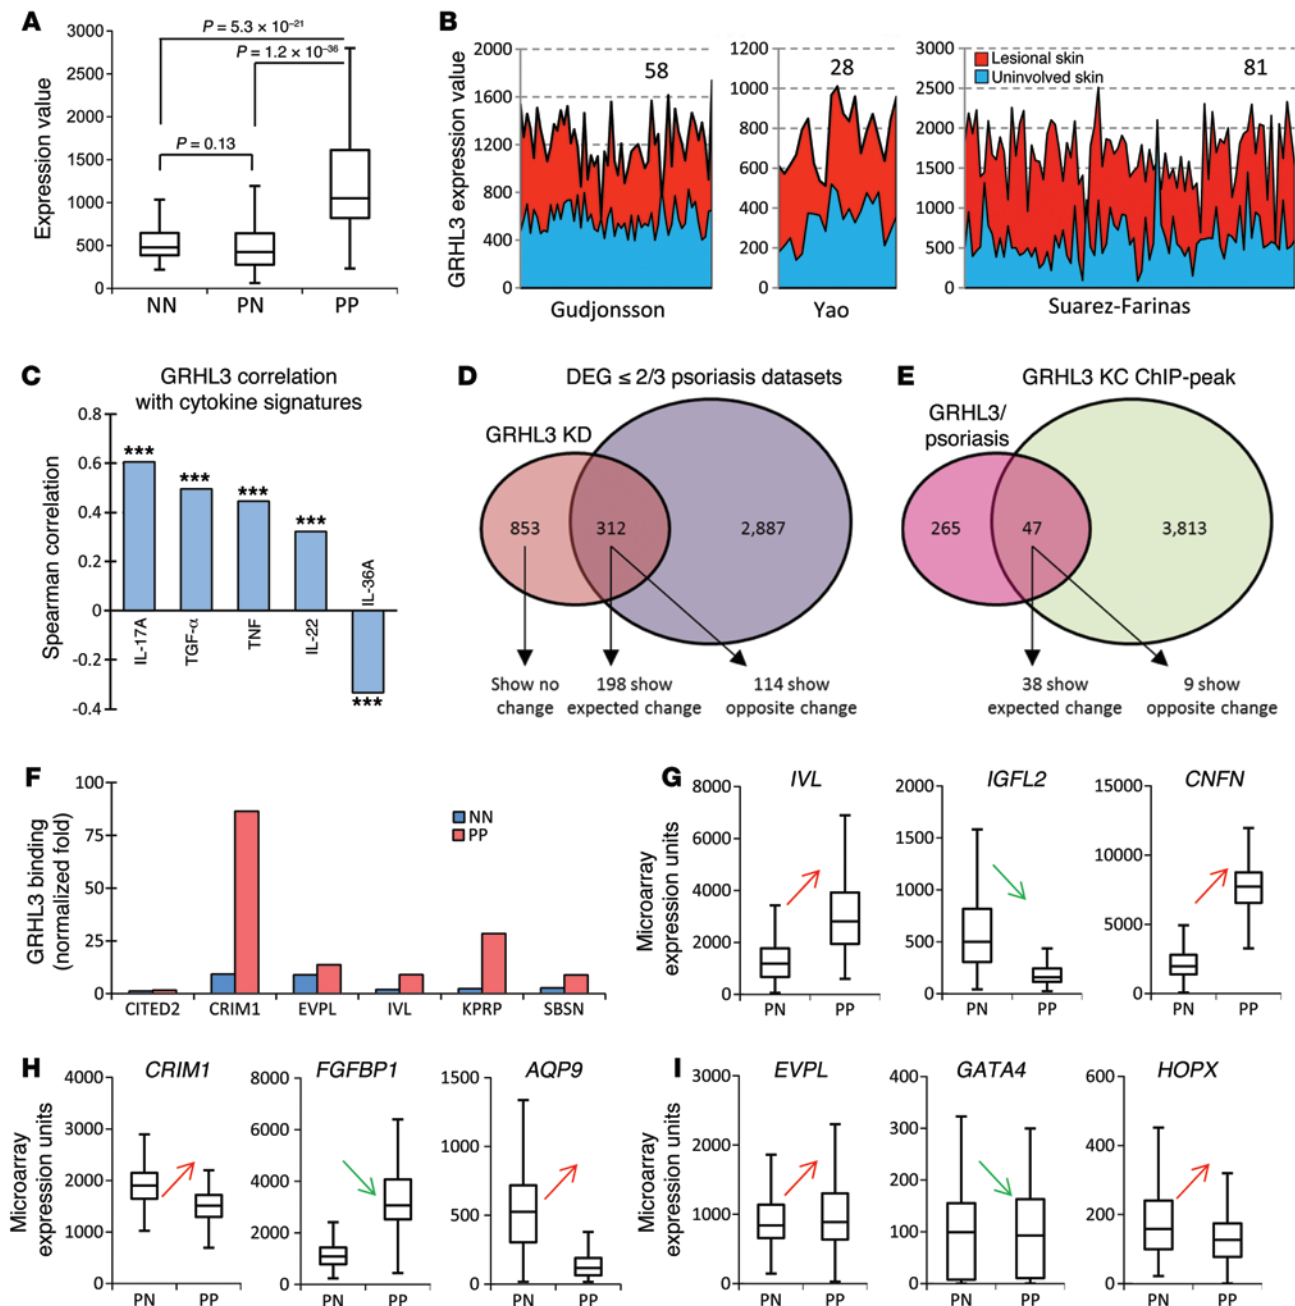 A
P = 5.3 × 10⁻²¹
P = 1.2 × 10⁻³⁶
P = 0.13
Expression value
3000
2500
2000
1500
1000
500
0
NN PN PP
B
GRHL3 expression value
2000
1600
1200
800
400
0
58
Gudjonsson
1200
1000
800
600
400
200
0
28
Yao
3000
2500
2000
1500
1000
500
0
Lesional skin
Uninvolved skin
81
Suarez-Farinas
C
GRHL3 correlation
with cytokine signatures
Spearman correlation
0.8
0.6
0.4
0.2
0
-0.2
-0.4
*** *** *** *** ***
IL-17A
TGF-α
TNF
IL-22
IL-36A
D
DEG ≤ 2/3 psoriasis datasets
GRHL3 KD
853 312 2,887
Show no
change
198 show
expected change
114 show
opposite change
E
GRHL3 KC ChIP-peak
GRHL3/
psoriasis
265 47 3,813
38 show
expected change
9 show
opposite change
F
GRHL3 binding
(normalized fold)
100
75
50
25
0
NN
PP
CITED2 CRIM1 EVPL IVL KPRP SBSN
G
Microarray
expression units
IVL
8000
6000
4000
2000
0
PN PP
IGFL2
2000
1500
1000
500
0
PN PP
CNFN
15000
10000
5000
0
PN PP
H
Microarray
expression units
CRIM1
4000
3000
2000
1000
0
PN PP
FGFBP1
8000
6000
4000
2000
0
PN PP
AQP9
1500
1000
500
0
PN PP
I
Microarray
expression units
EVPL
3000
2000
1000
0
PN PP
GATA4
400
300
200
100
0
PN PP
HOPX
600
400
200
0
PN PP